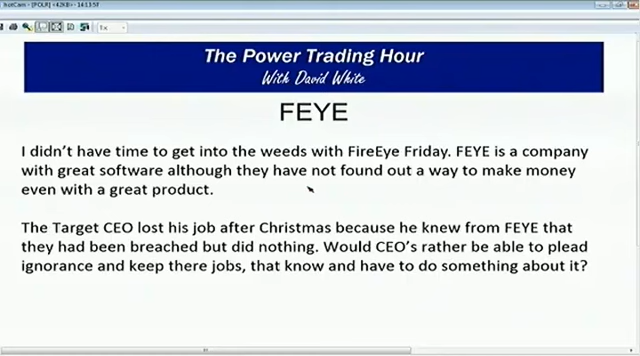 The Power Trading Hour
With David White
FEYE
I didn't have time to get into the weeds with FireEye Friday. FEYE is a company
with great software although they have not found out a way to make money
even with a great product.
The Target CEO lost his job after Christmas because he knew from FEYE that
they had been breached but did nothing. Would CEO's rather be able to plead
ignorance and keep there jobs, that know and have to do something about it?